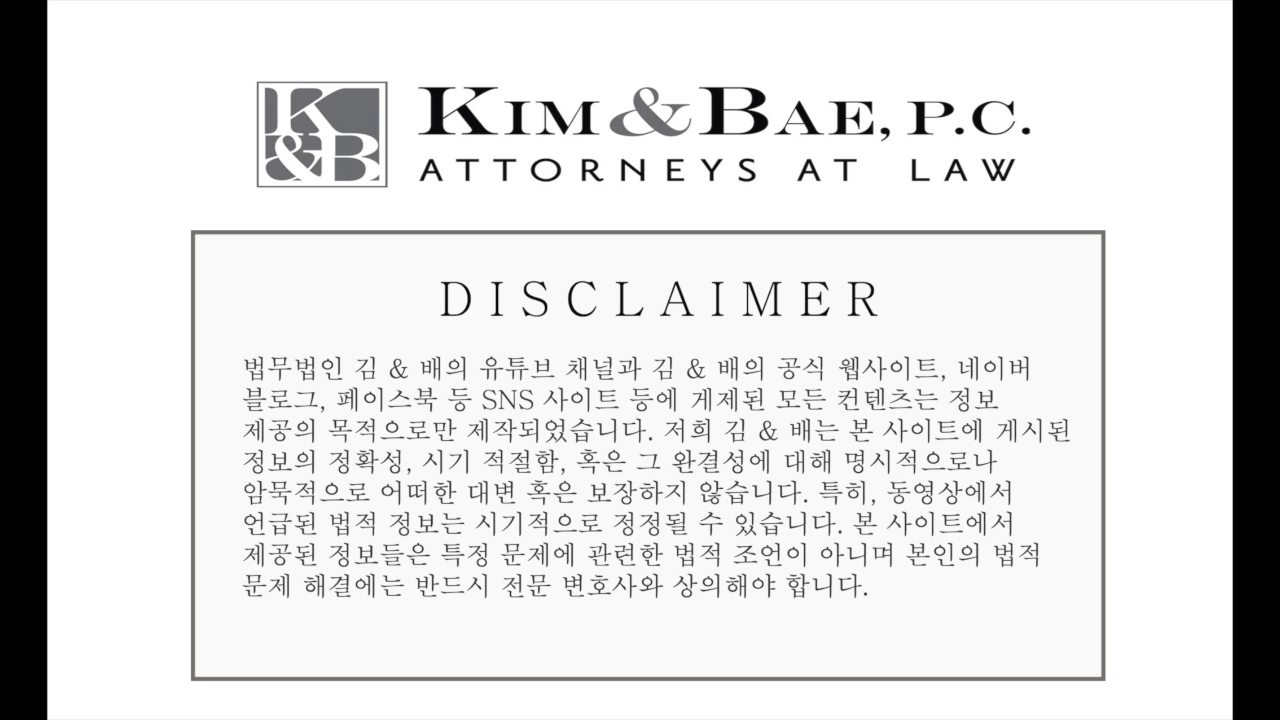 K&B
KIM & BAE, P.C.
ATTORNEYS AT LAW
DISCLAIMER
법무법인 김 & 배의 유튜브 채널과 김 & 배의 공식 웹사이트, 네이버
블로그, 페이스북 등 SNS 사이트 등에 게제된 모든 컨텐츠는 정보
제공의 목적으로만 제작되었습니다. 저희 김 & 배는 본 사이트에 게시된
정보의 정확성, 시기 적절함, 혹은 그 완결성에 대해 명시적으로나
암묵적으로 어떠한 대변 혹은 보장하지 않습니다. 특히, 동영상에서
언급된 법적 정보는 시기적으로 정정될 수 있습니다. 본 사이트에서
제공된 정보들은 특정 문제에 관련한 법적 조언이 아니며 본인의 법적
문제 해결에는 반드시 전문 변호사와 상의해야 합니다.